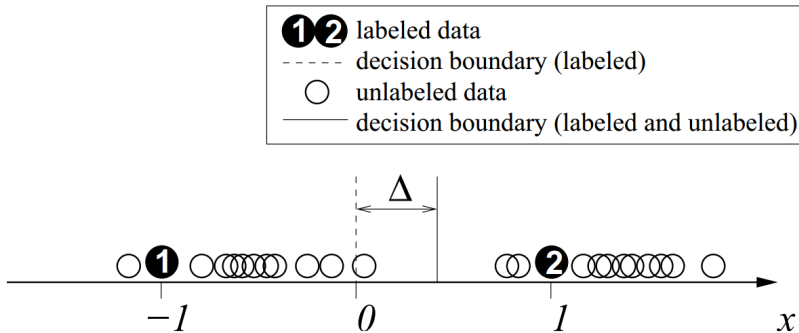 1 2 labeled data
decision boundary (labeled)
unlabeled data
decision boundary (labeled and unlabeled)
Δ
1 2
−1 0 1 x